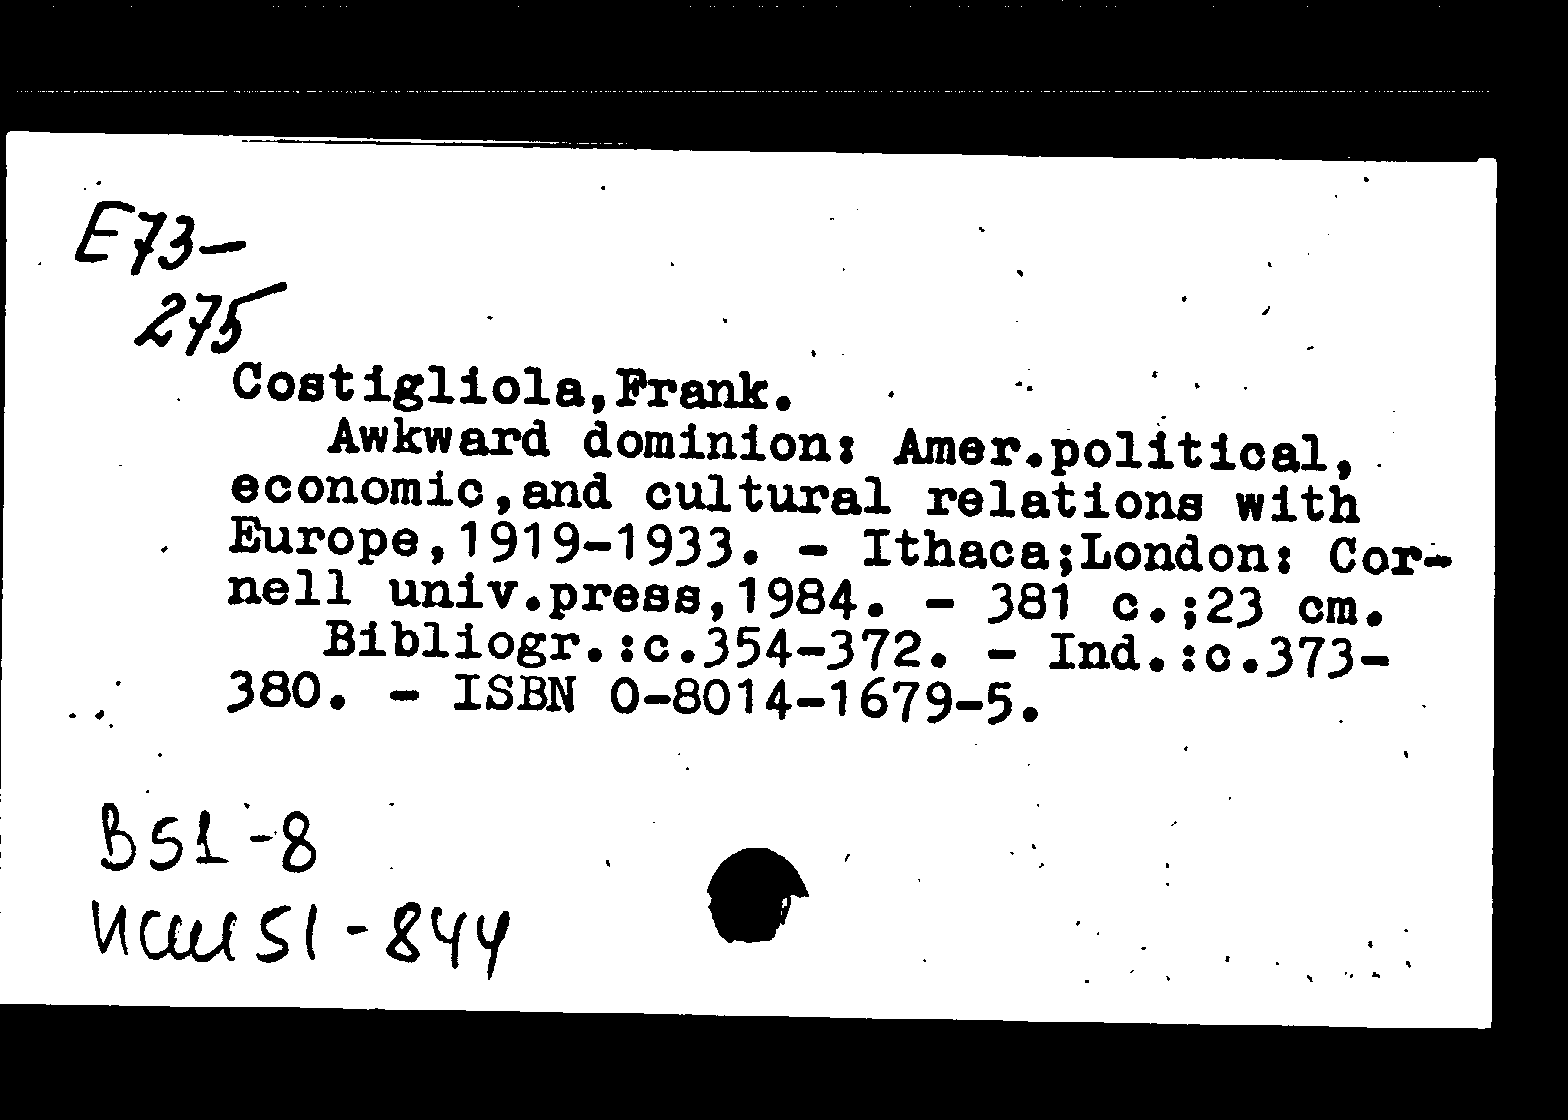 E73-
275
Costigliola,Frank.
Awkward dominion: Amer.political,
economic,and cultural relations with
Europe,1919-1933. - Ithaca;London: Cor-
nell univ.press,1984. - 381 c.;23 cm.
Bibliogr.:c.354-372. - Ind.:c.373-
380. - ISBN 0-8014-1679-5.
B51-8
исш51-844